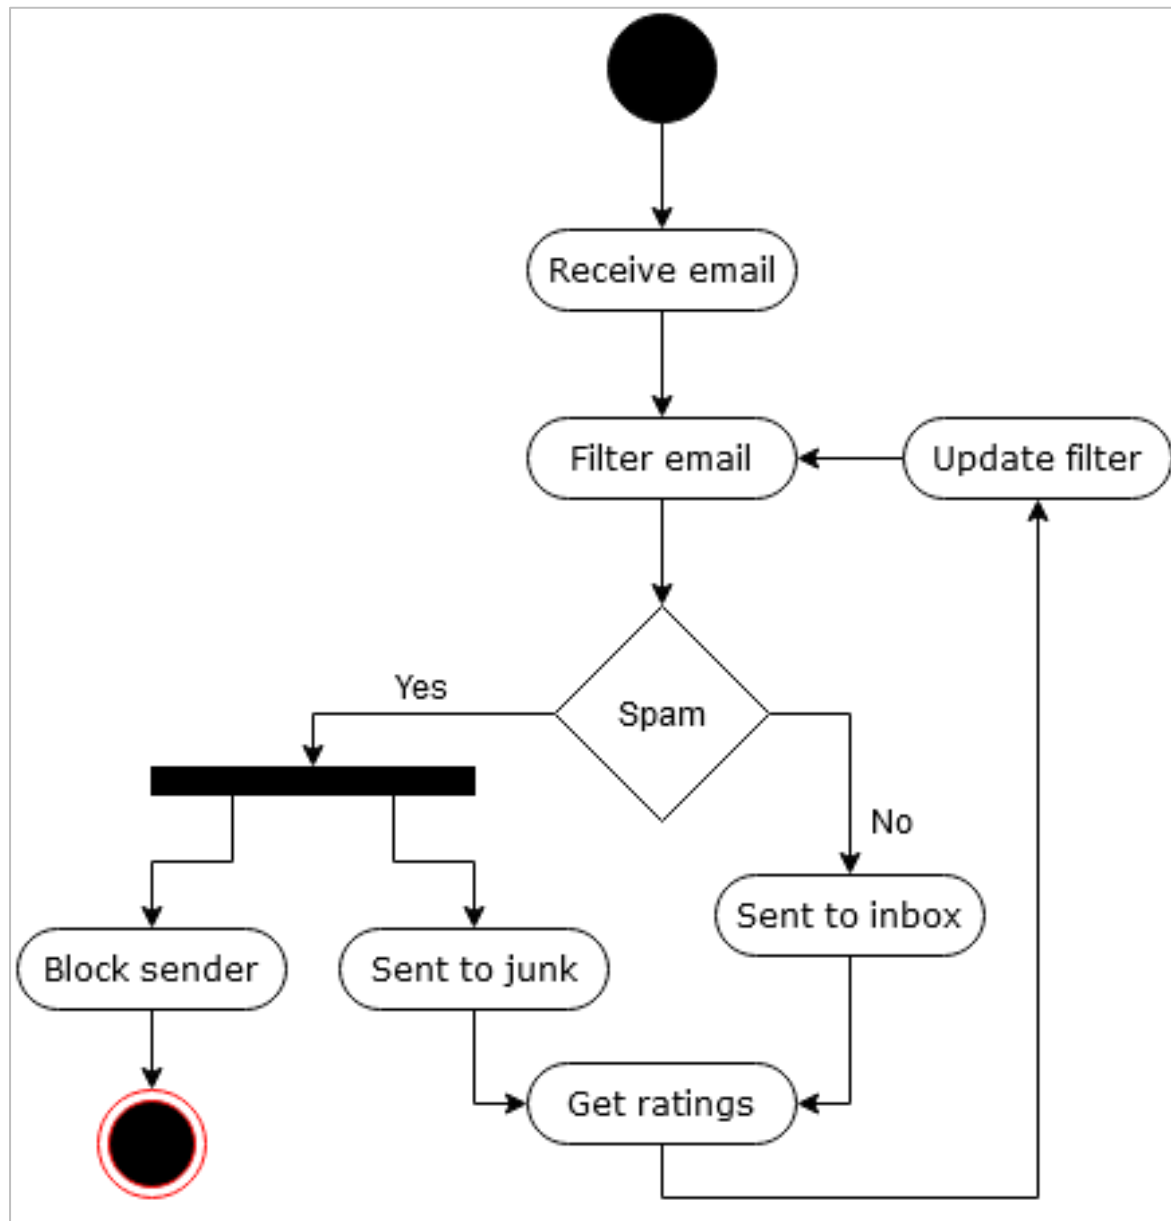 Receive email
Filter email
Update filter
Yes
Spam
No
Sent to inbox
Block sender
Sent to junk
Get ratings